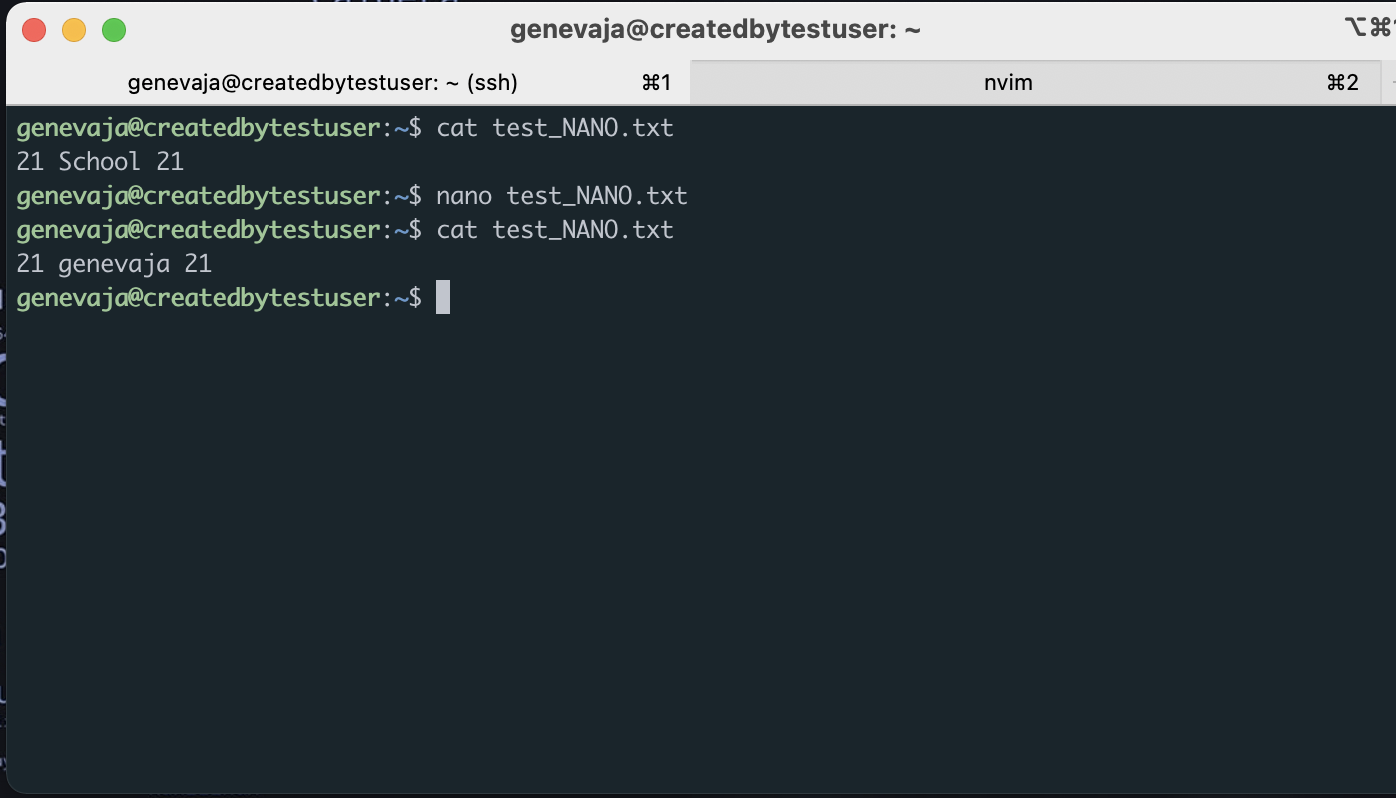 genevaja@createdbytestuser: ~
genevaja@createdbytestuser: ~ (ssh) ⌘1 nvim ⌘2
genevaja@createdbytestuser:~$ cat test_NANO.txt
21 School 21
genevaja@createdbytestuser:~$ nano test_NANO.txt
genevaja@createdbytestuser:~$ cat test_NANO.txt
21 genevaja 21
genevaja@createdbytestuser:~$